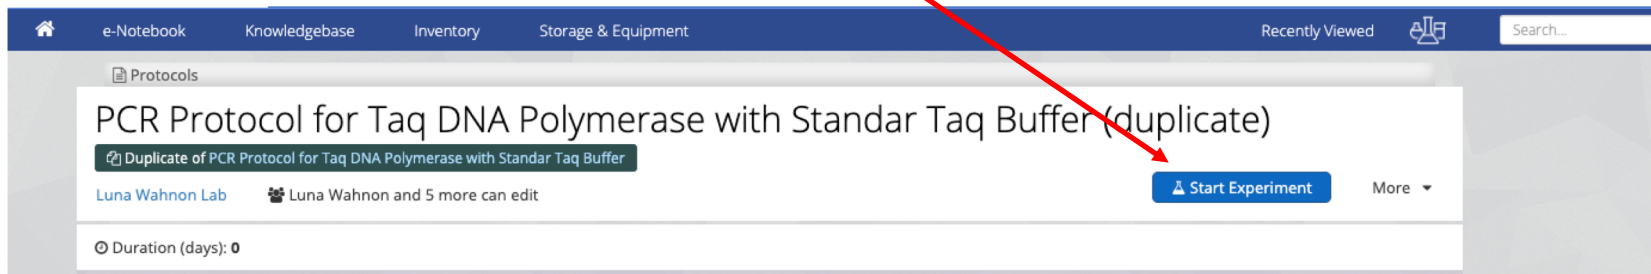 e-Notebook Knowledgebase Inventory Storage & Equipment Recently Viewed Search...
Protocols
PCR Protocol for Taq DNA Polymerase with Standar Taq Buffer (duplicate)
Duplicate of PCR Protocol for Taq DNA Polymerase with Standar Taq Buffer
Luna Wahnon Lab Luna Wahnon and 5 more can edit Start Experiment More
Duration (days): 0